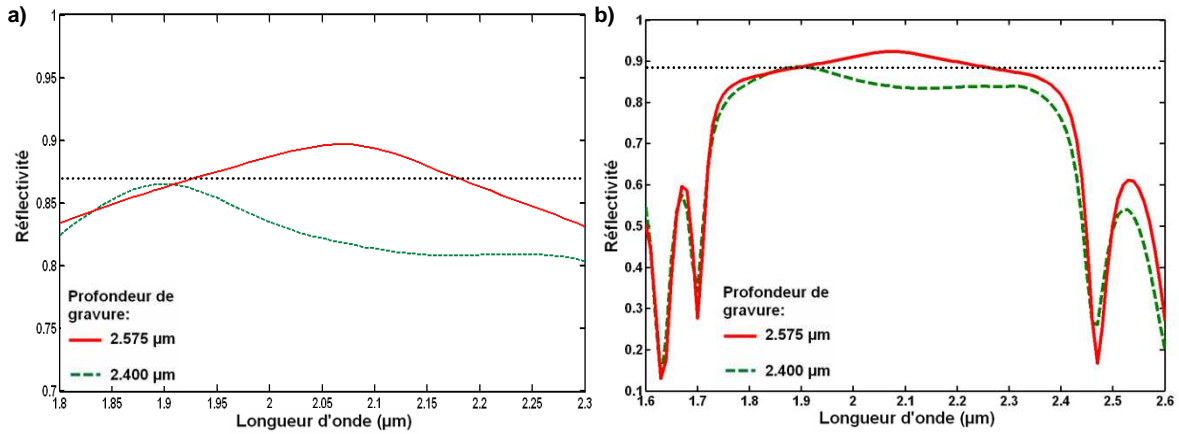 a)
1
0.95
0.9
0.85
0.8
0.75
0.7
Réflectivité
Profondeur de
gravure:
2.575 µm
2.400 µm
1.8 1.85 1.9 1.95 2 2.05 2.1 2.15 2.2 2.25 2.3
Longueur d'onde (µm)
b)
1
0.9
0.8
0.7
0.6
0.5
0.4
0.3
0.2
0.1
Réflectivité
Profondeur de
gravure:
2.575 µm
2.400 µm
1.6 1.7 1.8 1.9 2 2.1 2.2 2.3 2.4 2.5 2.6
Longueur d'onde (µm)